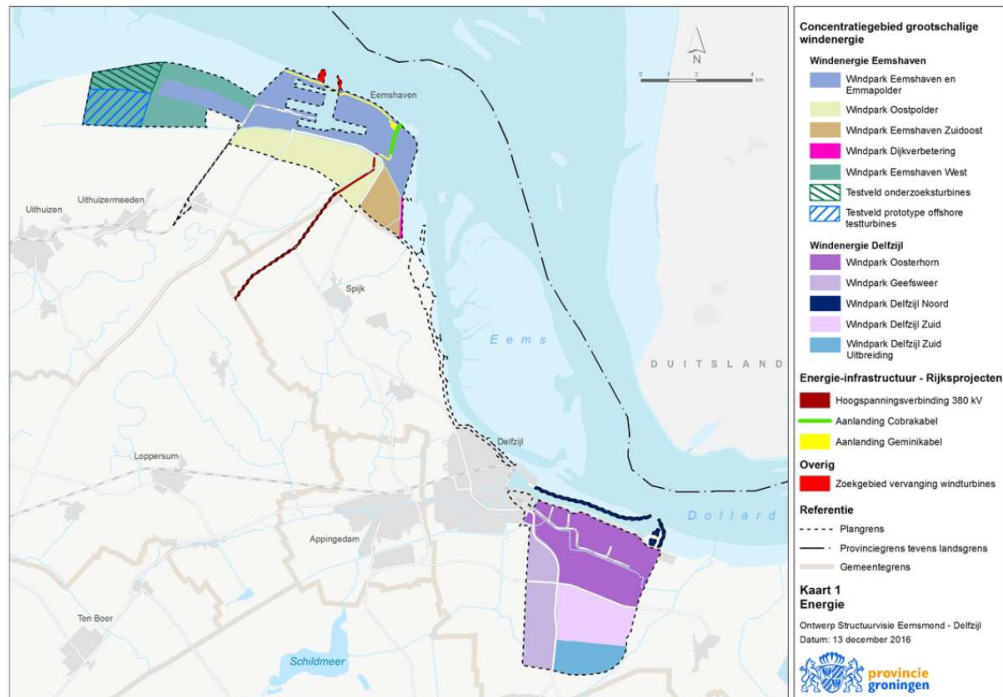 N
0 1 2 4
km
Eemshaven
Uithuizermeeden
Uithuizen
Spijk
Eems
DUITSLAND
Delfzijl
Loppersum
Dollard
Appingedam
Ten Boer
Schildmeer
Concentratiegebied grootschalige
windenergie
Windenergie Eemshaven
Windpark Eemshaven en
Emmapolder
Windpark Oostpolder
Windpark Eemshaven Zuidoost
Windpark Dijkverbetering
Windpark Eemshaven West
Testveld onderzoeksturbines
Testveld prototype offshore
testturbines
Windenergie Delfzijl
Windpark Oosterhorn
Windpark Geefsweer
Windpark Delfzijl Noord
Windpark Delfzijl Zuid
Windpark Delfzijl Zuid
Uitbreiding
Energie-infrastructuur - Rijksprojecten
Hoogspanningsverbinding 380 kV
Aanlanding Cobrakabel
Aanlanding Geminikabel
Overig
Zoekgebied vervanging windturbines
Referentie
Plangrens
Provinciegrens tevens landsgrens
Gemeentegrens
Kaart 1
Energie
Ontwerp Structuurvisie Eemsmond - Delfzijl
Datum: 13 december 2016
provincie
groningen